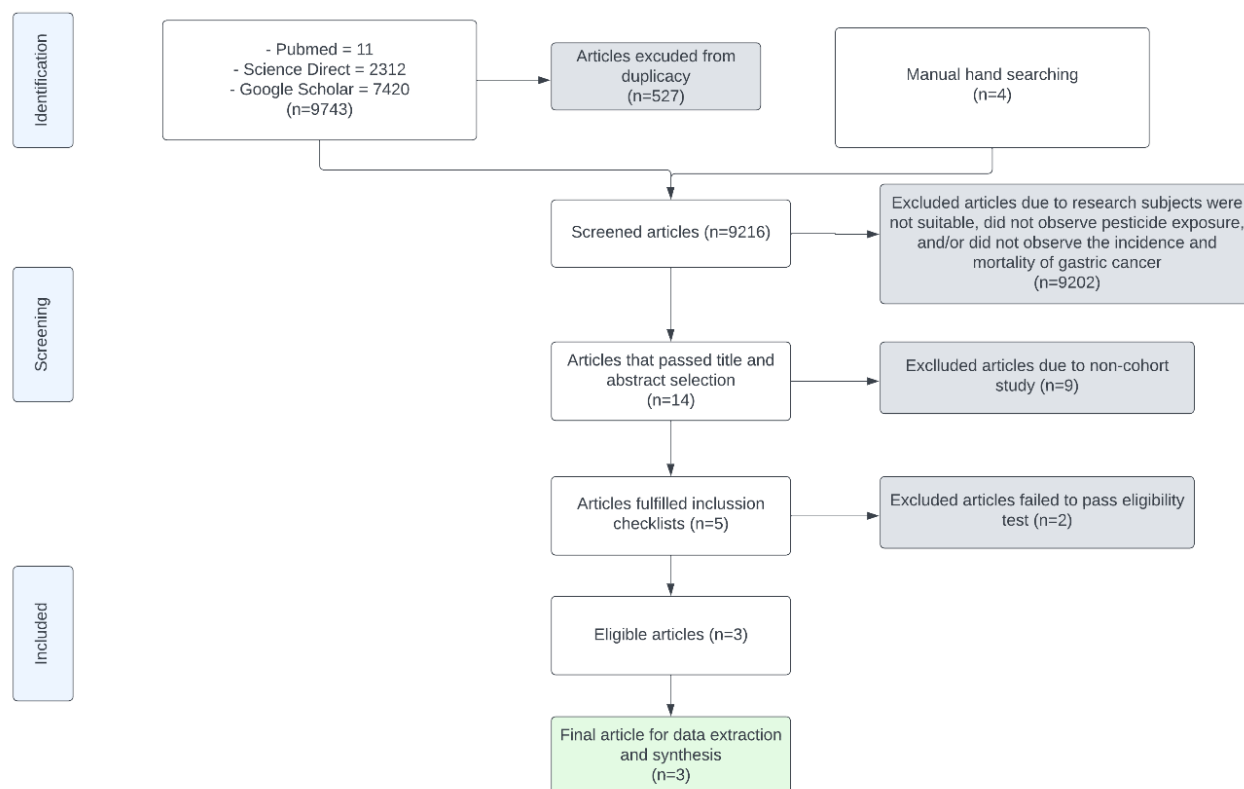 Identification
- Pubmed = 11
- Science Direct = 2312
- Google Scholar = 7420
(n=9743)
Articles excuded from
duplicacy
(n=527)
Manual hand searching
(n=4)
Screened articles (n=9216)
Excluded articles due to research subjects were
not suitable, did not observe pesticide exposure,
and/or did not observe the incidence and
mortality of gastric cancer
(n=9202)
Screening
Articles that passed title and
abstract selection
(n=14)
Exclluded articles due to non-cohort
study (n=9)
Articles fulfilled inclussion
checklists (n=5)
Excluded articles failed to pass eligibility
test (n=2)
Included
Eligible articles (n=3)
Final article for data extraction
and synthesis
(n=3)